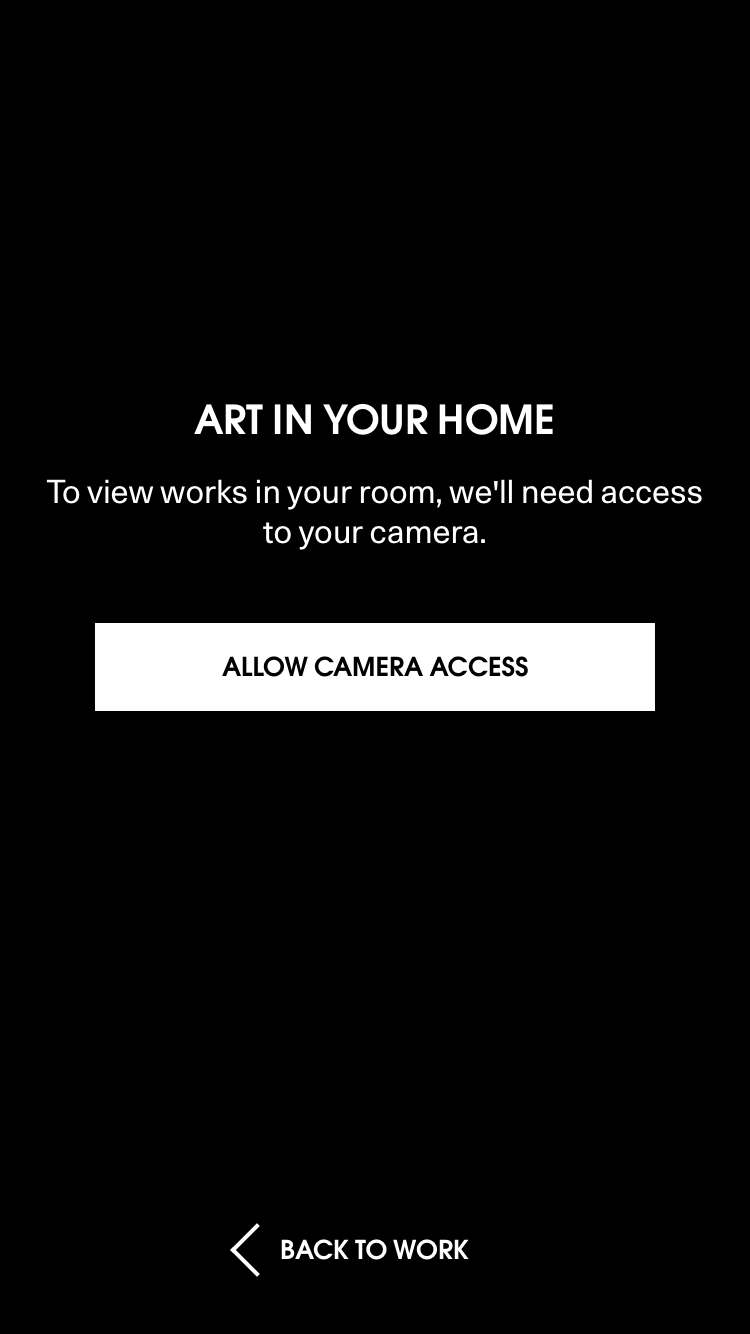 ART IN YOUR HOME
To view works in your room, we'll need access
to your camera.
ALLOW CAMERA ACCESS
BACK TO WORK